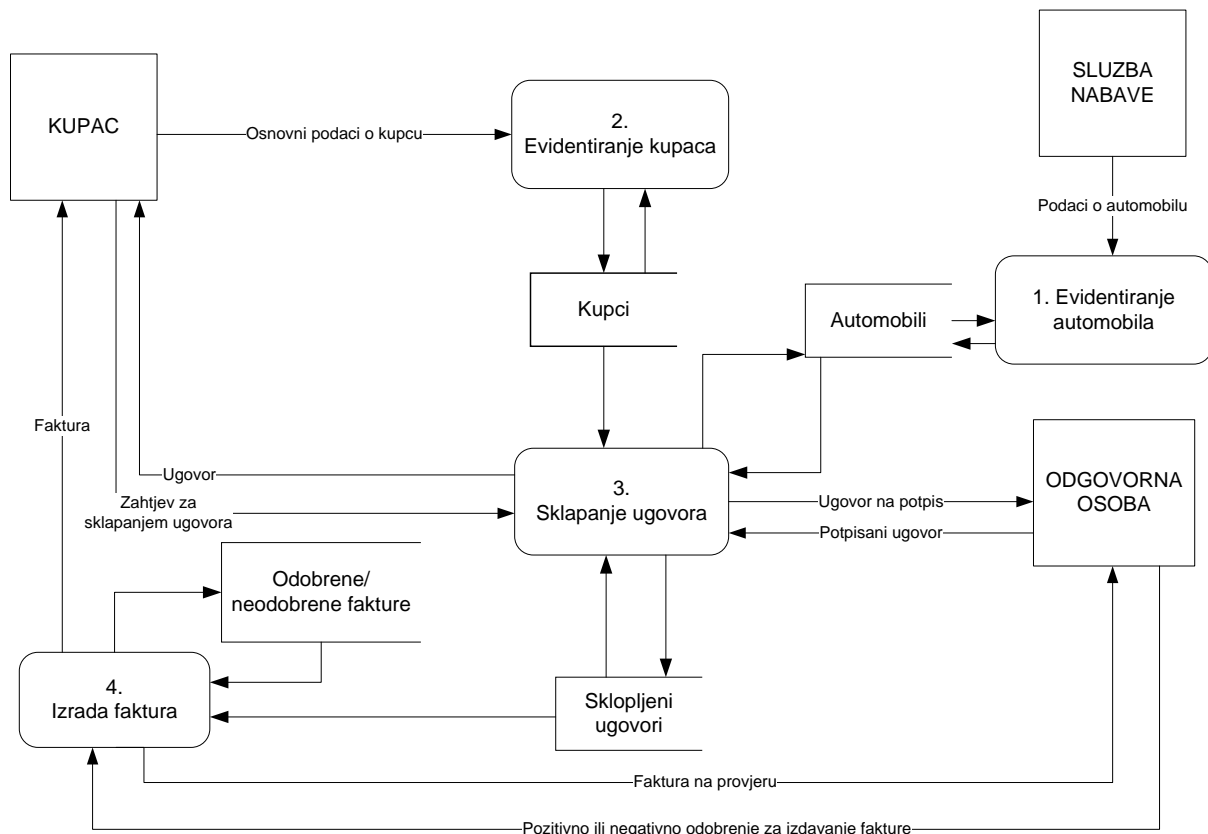 SLUZBA
NABAVE
KUPAC
Osnovni podaci o kupcu
2.
Evidentiranje kupaca
Podaci o automobilu
Kupci
Automobili
1. Evidentiranje
automobila
Faktura
Ugovor
Zahtjev za
sklapanjem ugovora
3.
Sklapanje ugovora
Ugovor na potpis
Potpisani ugovor
ODGOVORNA
OSOBA
Odobrene/
neodobrene fakture
4.
Izrada faktura
Sklopljeni
ugovori
Faktura na provjeru
Pozitivno ili negativno odobrenje za izdavanje fakture